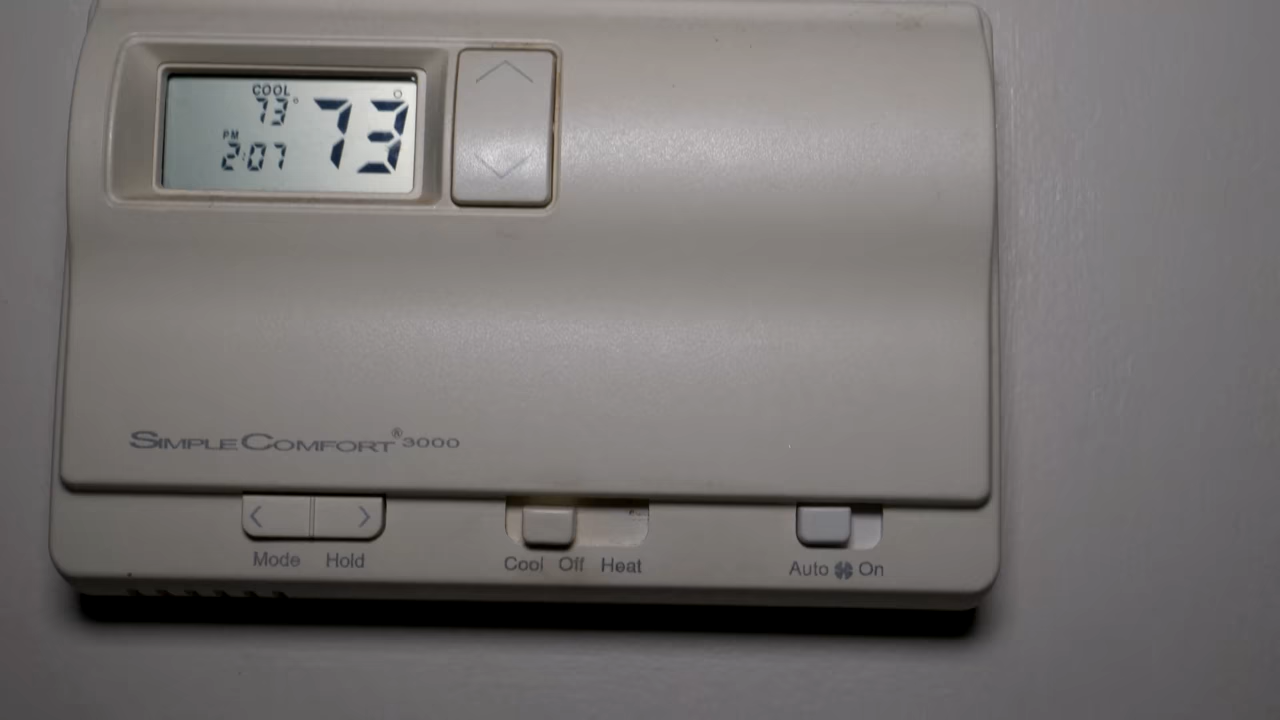 COOL
73°
73°
PM
2:07
SIMPLECOMFORT®3000
< >
Mode Hold
Cool Off Heat
Auto On